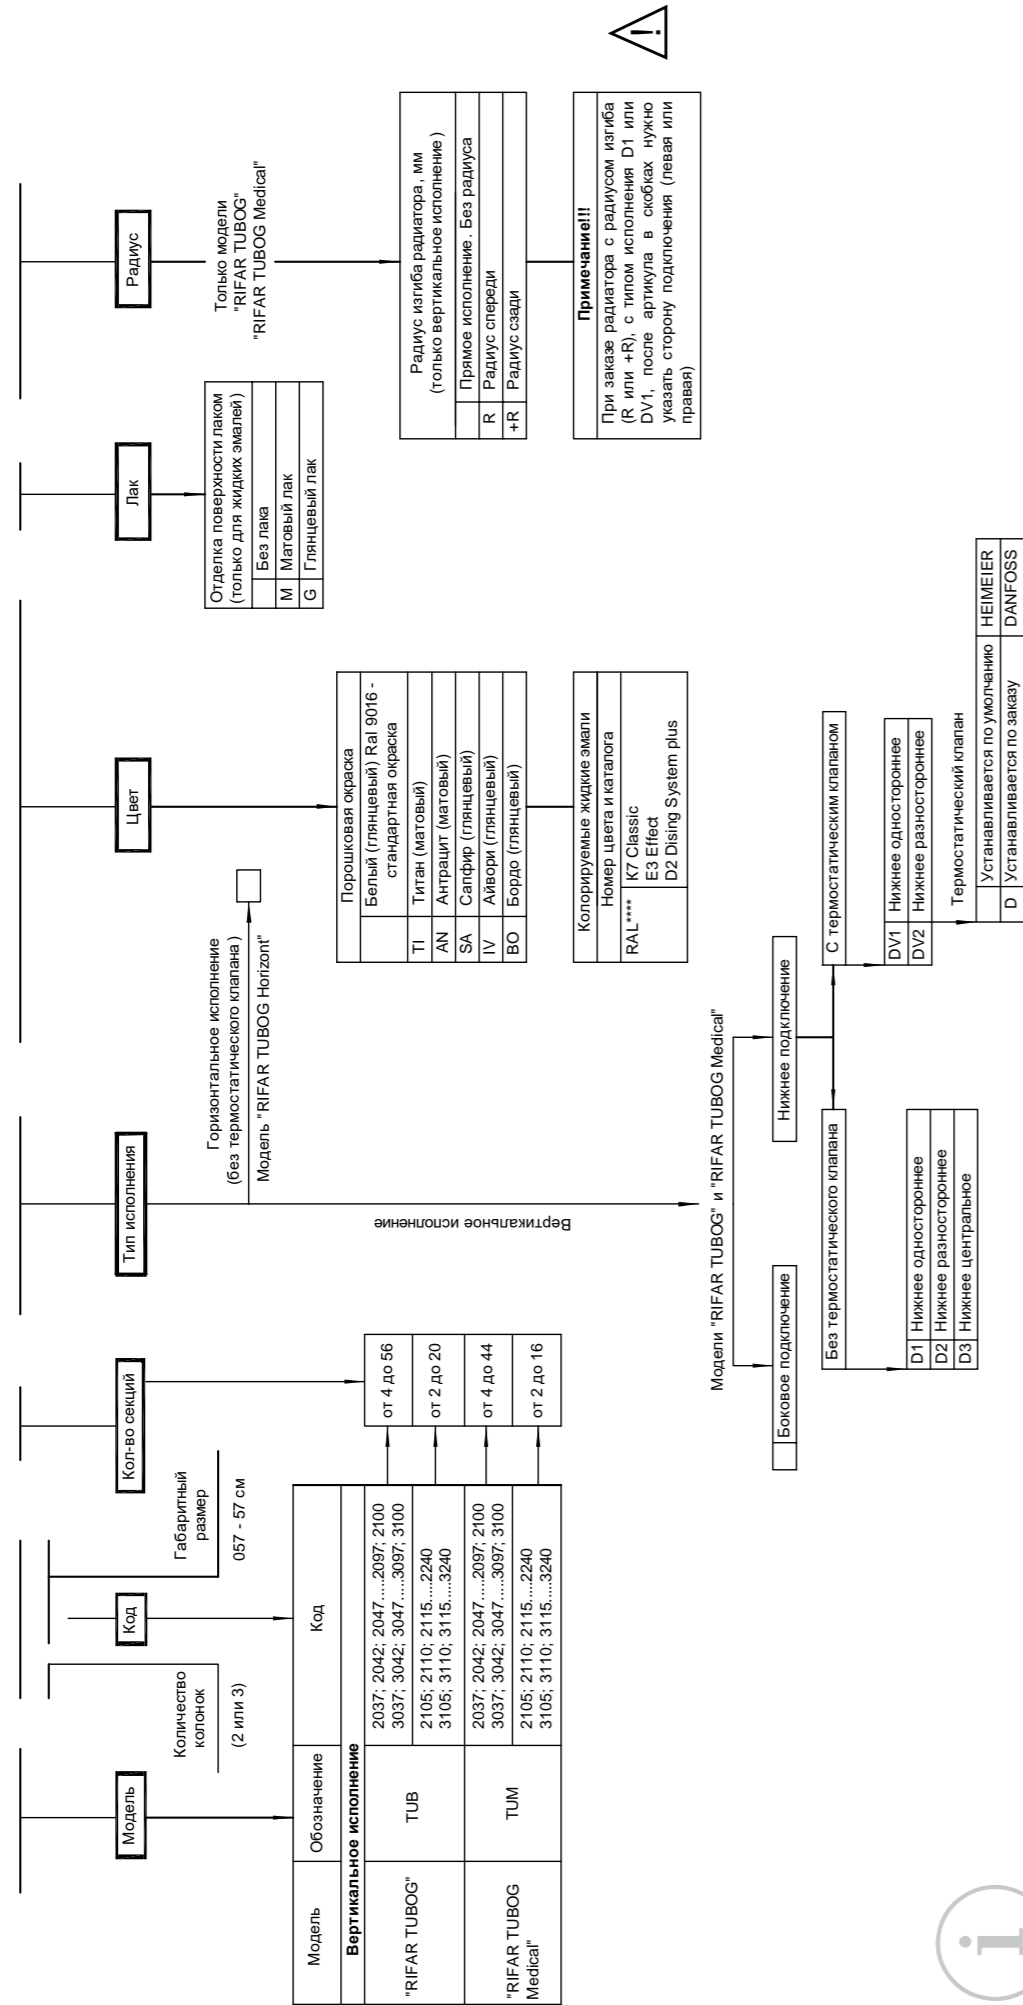 Модель
Количество
колонок
(2 или 3)
Код
Габаритный
размер
057 - 57 см
Кол-во секций
Модель
Обозначение
Код
Вертикальное исполнение
"RIFAR TUBOG"
TUB
2037; 2042; 2047.....2097; 2100
3037; 3042; 3047.....3097; 3100
от 4 до 56
2105; 2110; 2115.....2240
3105; 3110; 3115.....3240
от 2 до 20
"RIFAR TUBOG
Medical"
TUM
2037; 2042; 2047.....2097; 2100
3037; 3042; 3047.....3097; 3100
от 4 до 44
2105; 2110; 2115.....2240
3105; 3110; 3115.....3240
от 2 до 16
Тип исполнения
Горизонтальное исполнение
(без термостатического клапана )
Модель "RIFAR TUBOG Horizont"
Вертикальное исполнение
Модели "RIFAR TUBOG" и "RIFAR TUBOG Medical"
Боковое подключение
Нижнее подключение
Без термостатического клапана
D1 Нижнее одностороннее
D2 Нижнее разностороннее
D3 Нижнее центральное
С термостатическим клапаном
DV1 Нижнее одностороннее
DV2 Нижнее разностороннее
Термостатический клапан
Устанавливается по умолчанию HEIMEIER
D Устанавливается по заказу DANFOSS
Цвет
Порошковая окраска
Белый (глянцевый) Ral 9016 -
стандартная окраска
TI Титан (матовый)
AN Антрацит (матовый)
SA Сапфир (глянцевый)
IV Айвори (глянцевый)
BO Бордо (глянцевый)
Колорируемые жидкие эмали
Номер цвета и каталога
RAL**** K7 Classic
E3 Effect
D2 Dising System plus
Лак
Отделка поверхности лаком
(только для жидких эмалей)
Без лака
M Матовый лак
G Глянцевый лак
Радиус
Только модели
"RIFAR TUBOG"
"RIFAR TUBOG Medical"
Радиус изгиба радиатора, мм
(только вертикальное исполнение )
Прямое исполнение. Без радиуса
R Радиус спереди
+R Радиус сзади
Примечание!!!
При заказе радиатора с радиусом изгиба
(R или +R), с типом исполнения D1 или
DV1, после артикула в скобках нужно
указать сторону подключения (левая или
правая)
!
i